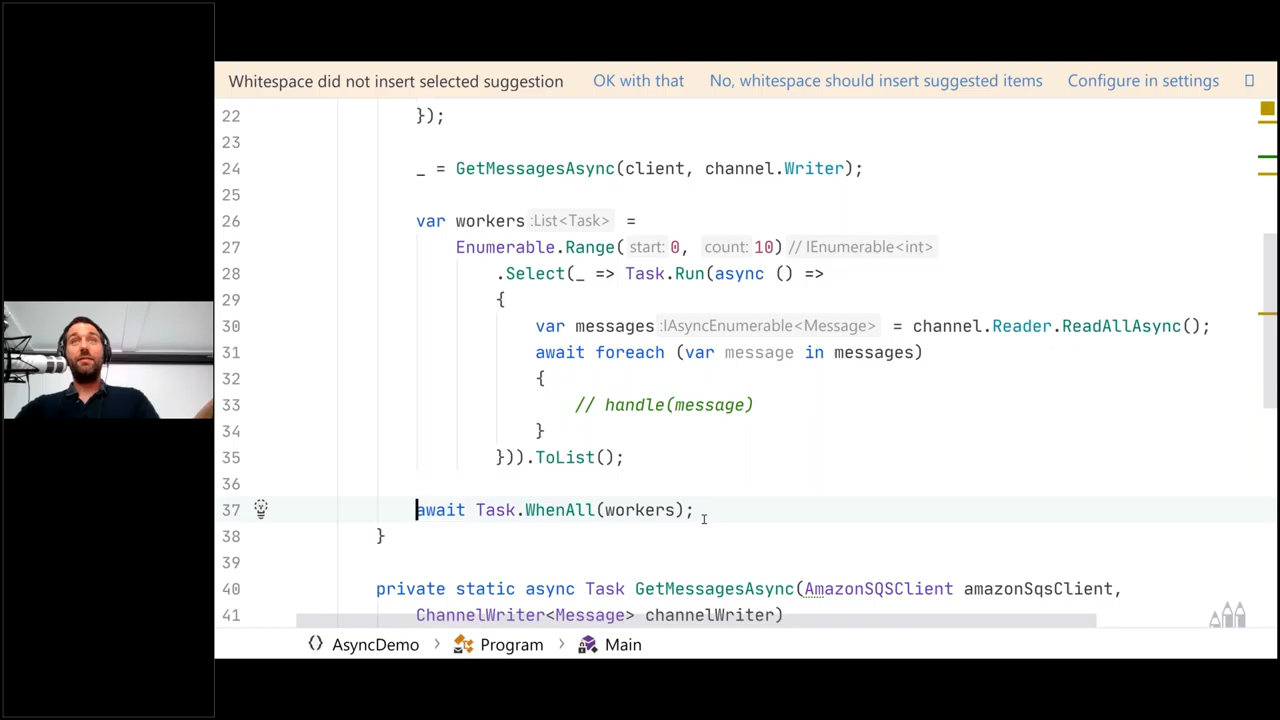 Whitespace did not insert selected suggestion OK with that No, whitespace should insert suggested items Configure in settings
22 });
23
24 _ = GetMessagesAsync(client, channel.Writer);
25
26 var workers :List<Task> =
27 Enumerable.Range( start: 0, count: 10) // IEnumerable<int>
28 .Select(_ => Task.Run(async () =>
29 {
30 var messages :IAsyncEnumerable<Message> = channel.Reader.ReadAllAsync();
31 await foreach (var message in messages)
32 {
33 // handle(message)
34 }
35 })).ToList();
36
37 await Task.WhenAll(workers);
38 }
39
40 private static async Task GetMessagesAsync(AmazonSQSClient amazonSqsClient,
41 ChannelWriter<Message> channelWriter)
{} AsyncDemo > Program > Main